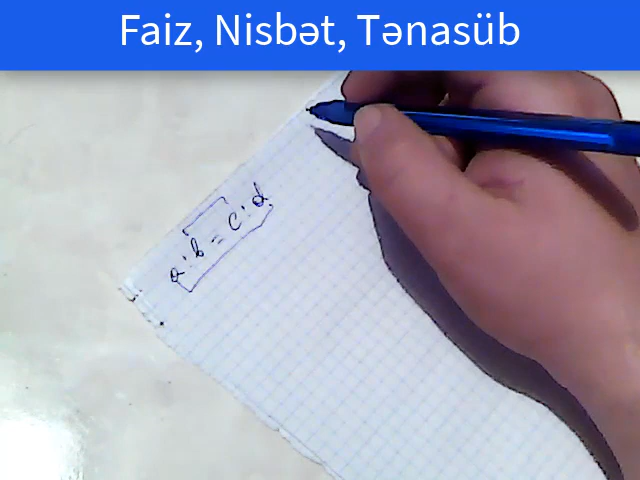 Faiz, Nisbət, Tənasüb
a:b = c:d